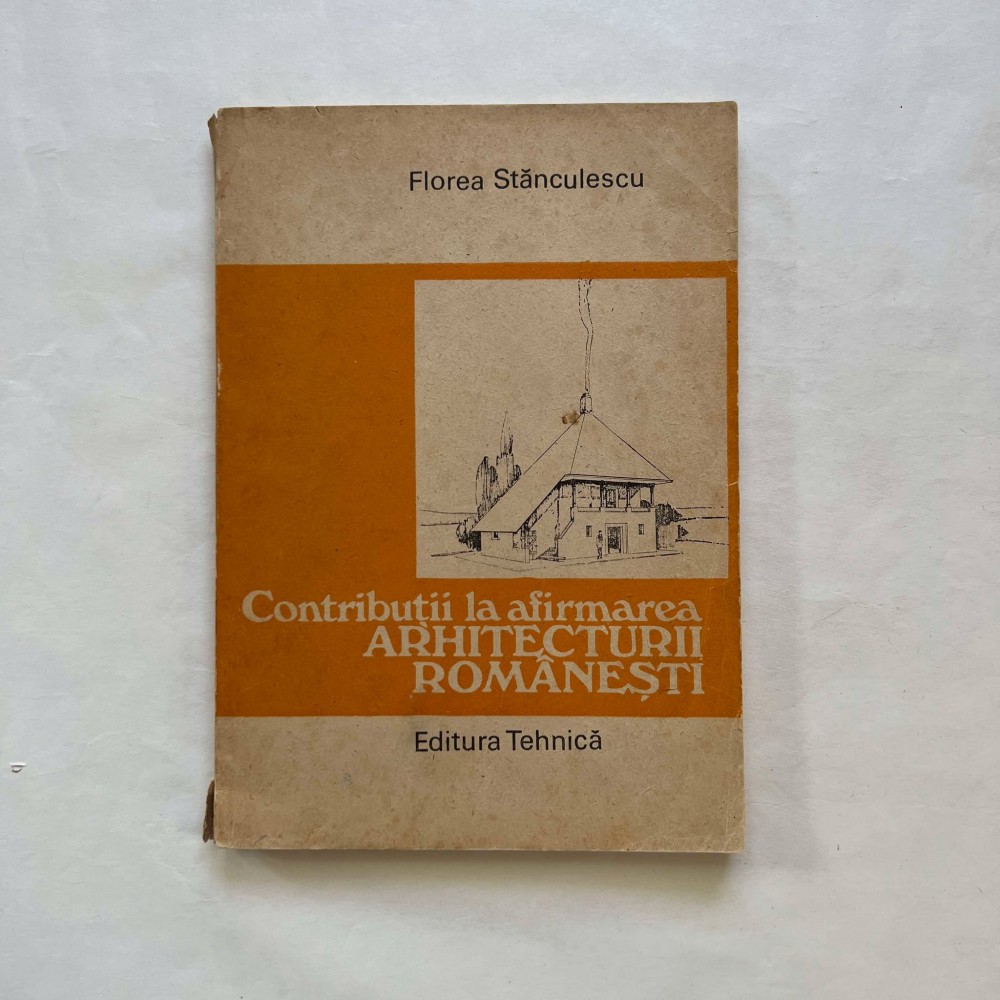 Florea Stănculescu
Contribuții la afirmarea
ARHITECTURII
ROMÂNEȘTI
Editura Tehnică